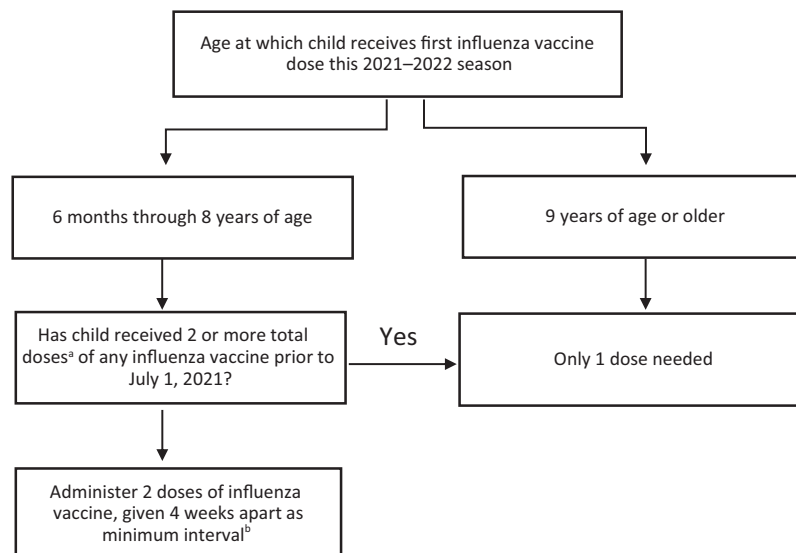 Age at which child receives first influenza vaccine
dose this 2021–2022 season
6 months through 8 years of age
9 years of age or older
Has child received 2 or more total
dosesᵃ of any influenza vaccine prior to
July 1, 2021?
Yes
Only 1 dose needed
Administer 2 doses of influenza
vaccine, given 4 weeks apart as
minimum intervalᵇ